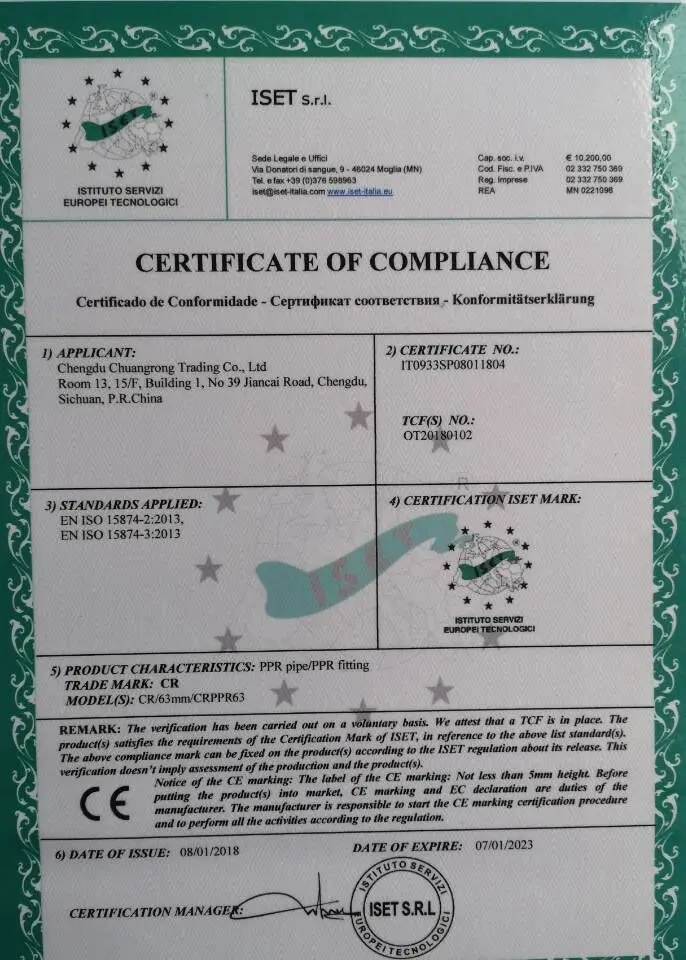 ISET
ISTITUTO SERVIZI
EUROPEI TECNOLOGICI
ISET S.r.l.
Sede Legale e Uffici
Via Donatori di sangue, 9 - 46024 Moglia (MN)
Tel. e fax +39 (0)376 598963
iset@iset-italia.com www.iset-italia.eu
Cap. soc. i.v. € 10.200,00
Cod. Fisc. e P.IVA 02 332 750 369
Reg. Imprese 02 332 750 369
REA MN 0221098
CERTIFICATE OF COMPLIANCE
Certificado de Conformidade - Сертификат соответствия - Konformitätserklärung
1) APPLICANT:
Chengdu Chuangrong Trading Co., Ltd
Room 13, 15/F, Building 1, No 39 Jiancai Road, Chengdu,
Sichuan, P.R.China
2) CERTIFICATE NO.:
IT0933SP08011804
TCF(S) NO.:
OT20180102
3) STANDARDS APPLIED:
EN ISO 15874-2:2013,
EN ISO 15874-3:2013
4) CERTIFICATION ISET MARK:
ISET
ISTITUTO SERVIZI
EUROPEI TECNOLOGICI
ISET
R
5) PRODUCT CHARACTERISTICS: PPR pipe/PPR fitting
TRADE MARK: CR
MODEL(S): CR/63mm/CRPPR63
REMARK: The verification has been carried out on a voluntary basis. We attest that a TCF is in place. The
product(s) satisfies the requirements of the Certification Mark of ISET, in reference to the above list standard(s).
The above compliance mark can be fixed on the product(s) according to the ISET regulation about its release. This
verification doesn't imply assessment of the production and the product(s).
CE
Notice of the CE marking: The label of the CE marking: Not less than 5mm height. Before
putting the product(s) into market, CE marking and EC declaration are duties of the
manufacturer. The manufacturer is responsible to start the CE marking certification procedure
and to perform all the activities according to the regulation.
6) DATE OF ISSUE: 08/01/2018
DATE OF EXPIRE: 07/01/2023
CERTIFICATION MANAGER:
ISTITUTO SERVIZI
ISET S.R.L
EUROPEI TECNOLOGICI